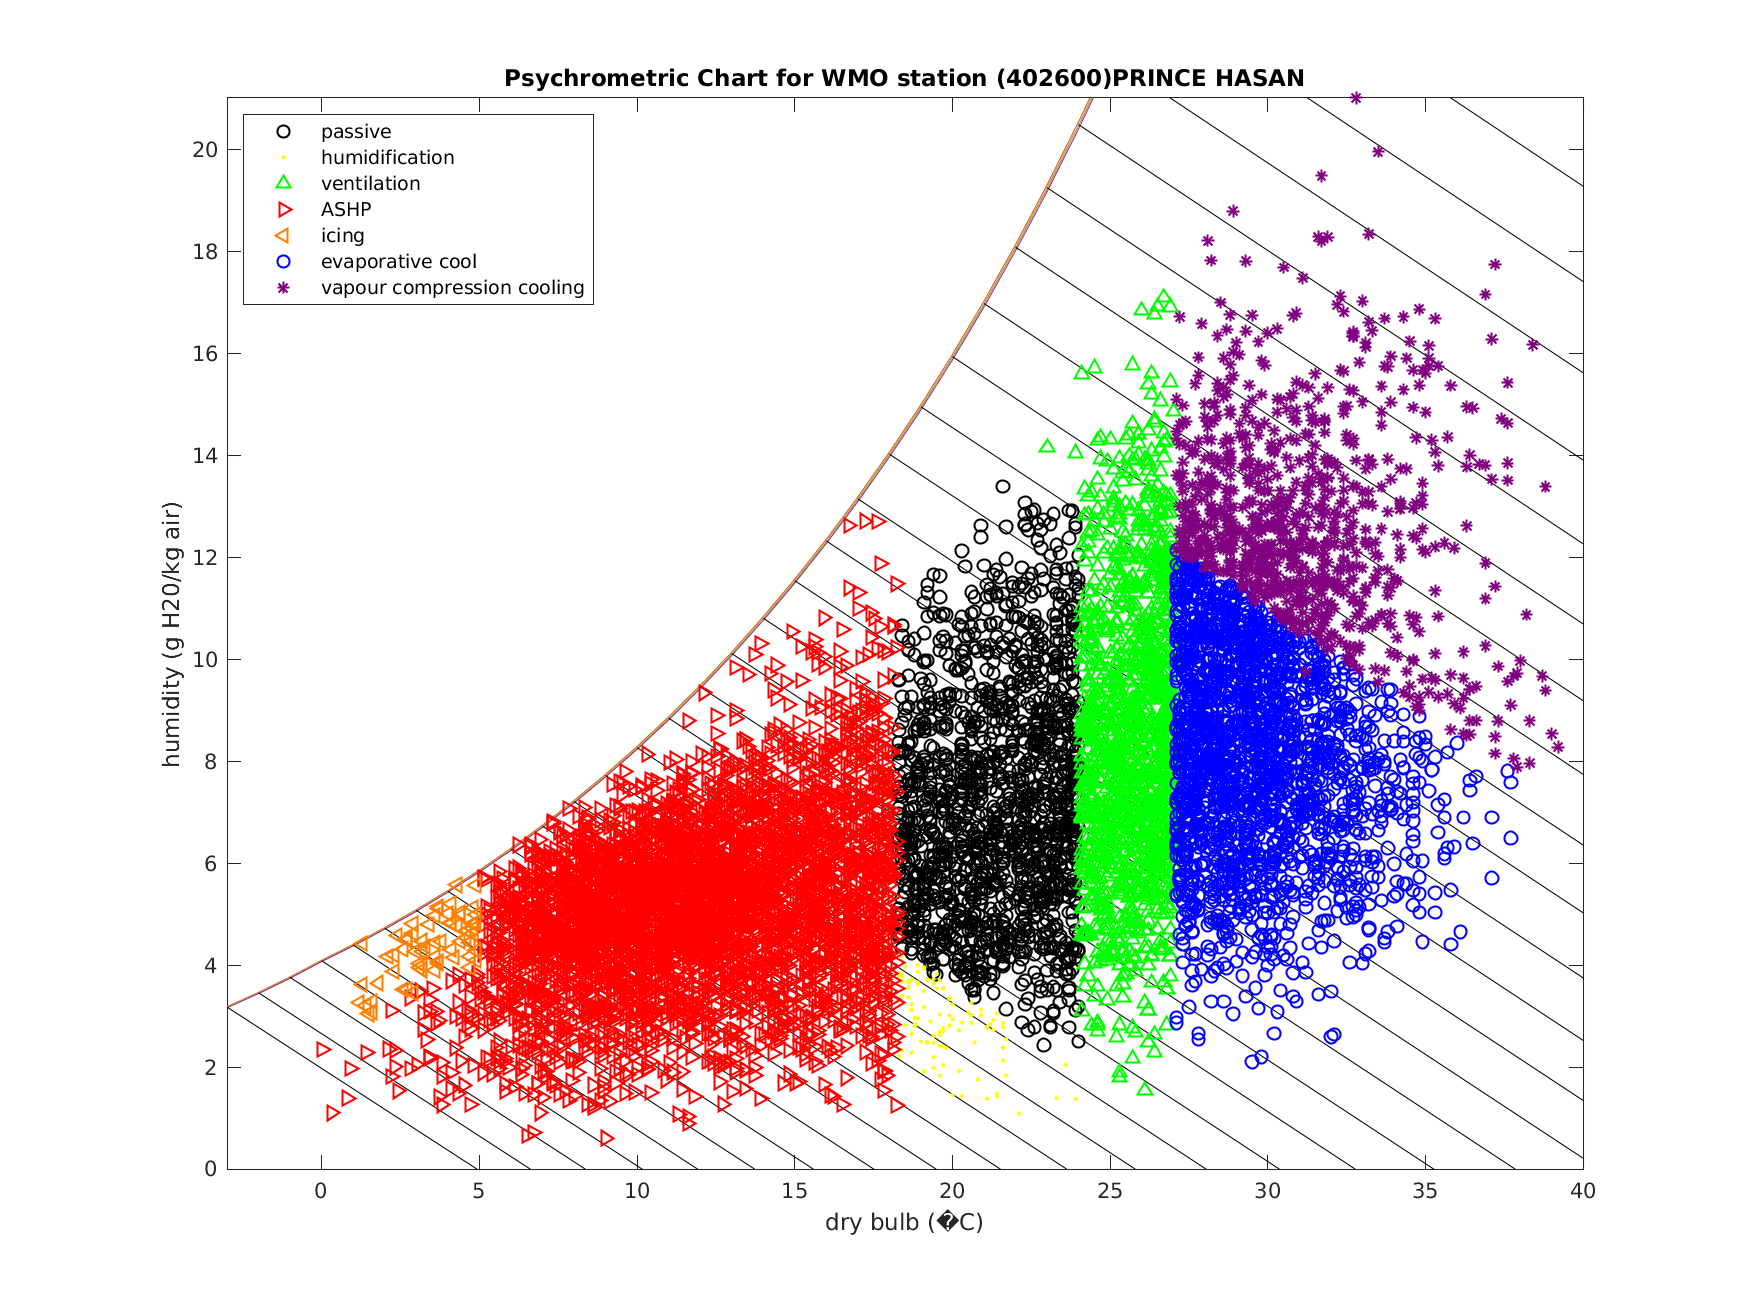 Psychrometric Chart for WMO station (402600)PRINCE HASAN
passive
humidification
ventilation
ASHP
icing
evaporative cool
vapour compression cooling
humidity (g H20/kg air)
20
18
16
14
12
10
8
6
4
2
0
0 5 10 15 20 25 30 35 40
dry bulb (�C)